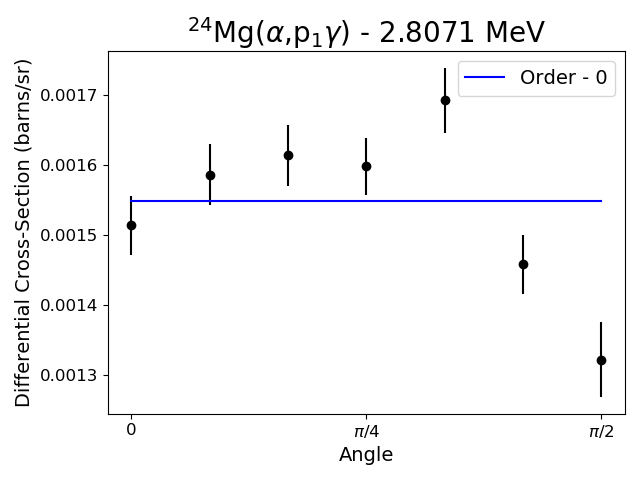 ²⁴Mg(α,p₁γ) - 2.8071 MeV
Order - 0
Differential Cross-Section (barns/sr)
0.0017
0.0016
0.0015
0.0014
0.0013
0
π/4
π/2
Angle